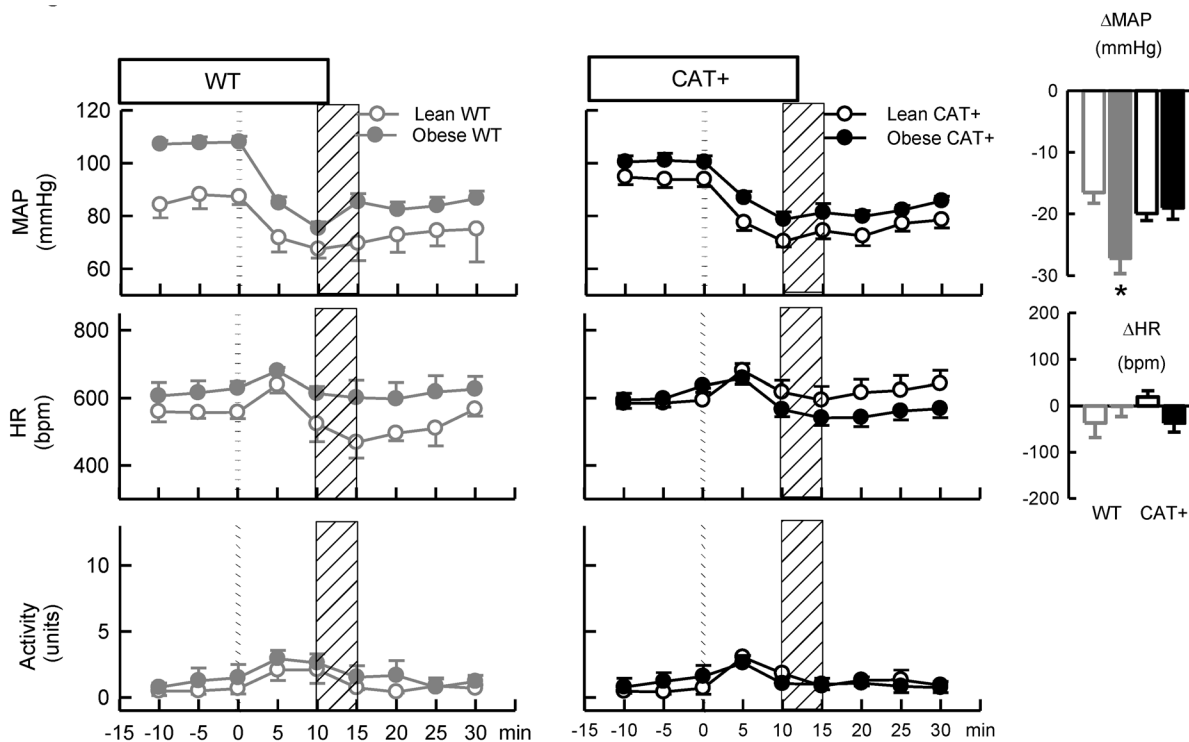 WT
CAT+
ΔMAP
(mmHg)
Lean WT
Obese WT
Lean CAT+
Obese CAT+
MAP
(mmHg)
120
100
80
60
-15 -10 -5 0 5 10 15 20 25 30 min
-15 -10 -5 0 5 10 15 20 25 30 min
0
-10
-20
-30
*
HR
(bpm)
800
600
400
ΔHR
(bpm)
200
100
0
-100
-200
WT CAT+
Activity
(units)
10
5
0